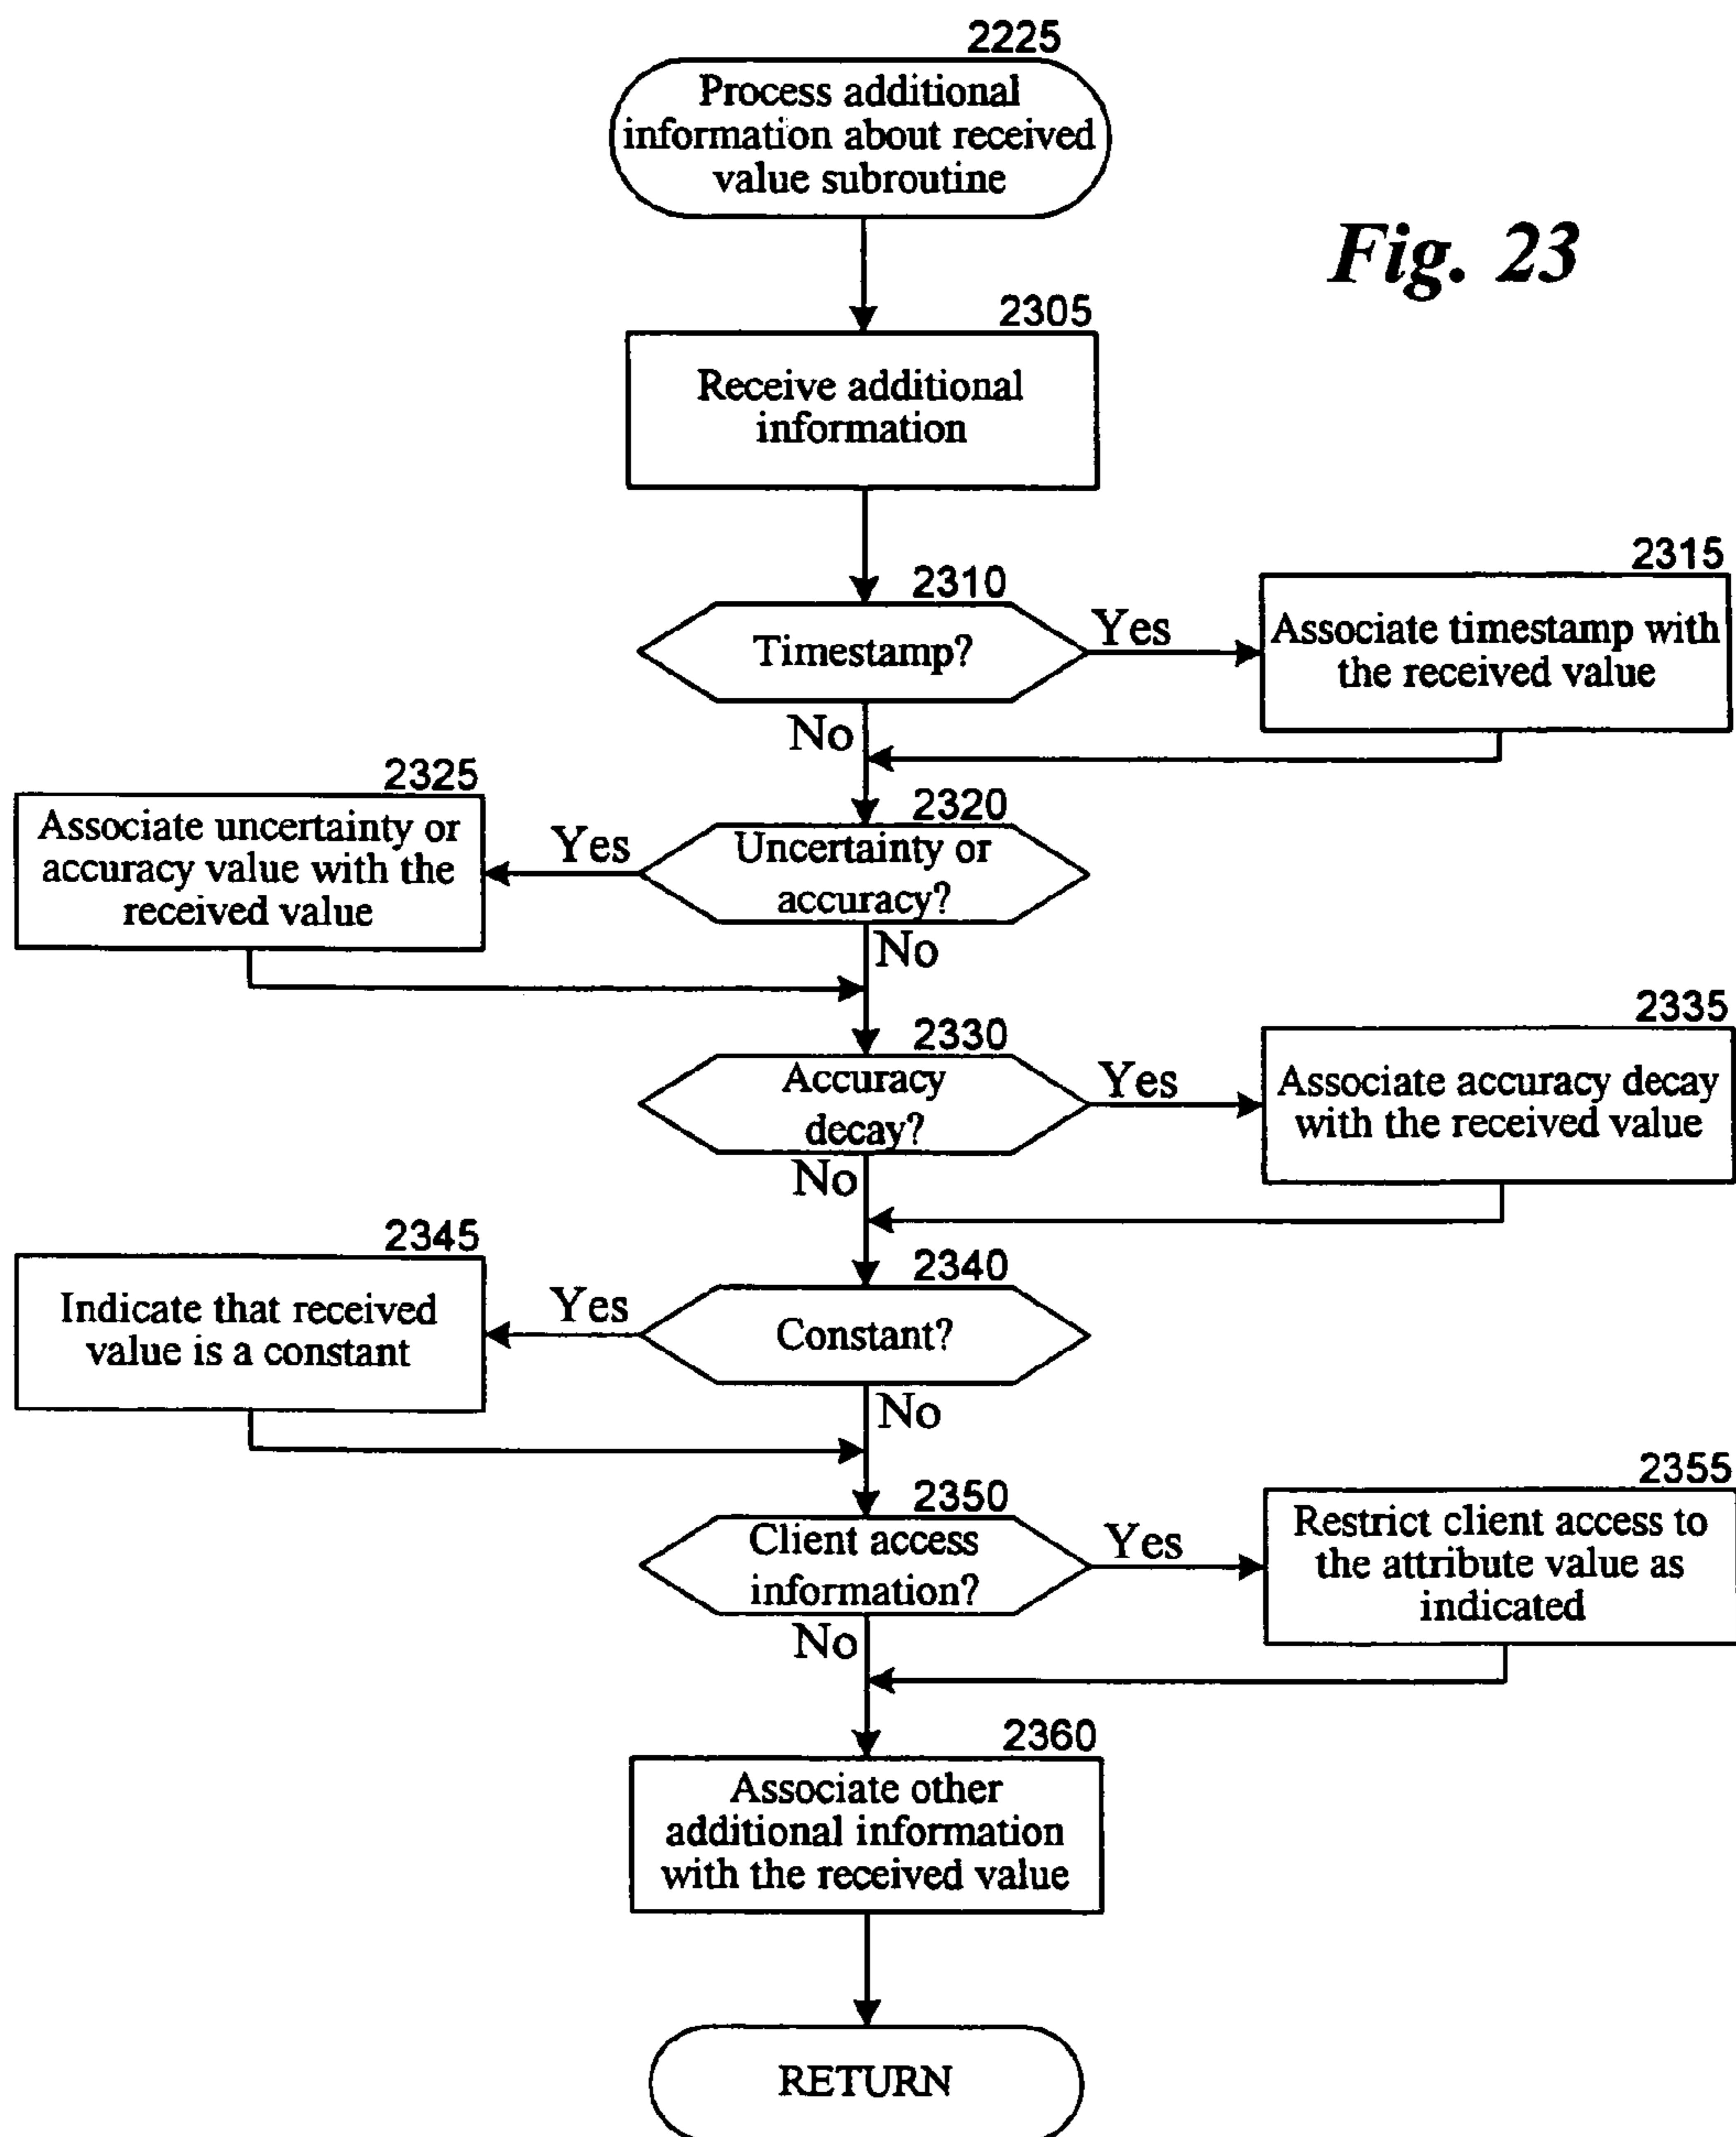 2225
Process additional
information about received
value subroutine
Fig. 23
2305
Receive additional
information
2310
Timestamp?
Yes
2315
Associate timestamp with
the received value
No
2320
Uncertainty or
accuracy?
Yes
2325
Associate uncertainty or
accuracy value with the
received value
No
2330
Accuracy
decay?
Yes
2335
Associate accuracy decay
with the received value
No
2340
Constant?
Yes
2345
Indicate that received
value is a constant
No
2350
Client access
information?
Yes
2355
Restrict client access to
the attribute value as
indicated
No
2360
Associate other
additional information
with the received value
RETURN